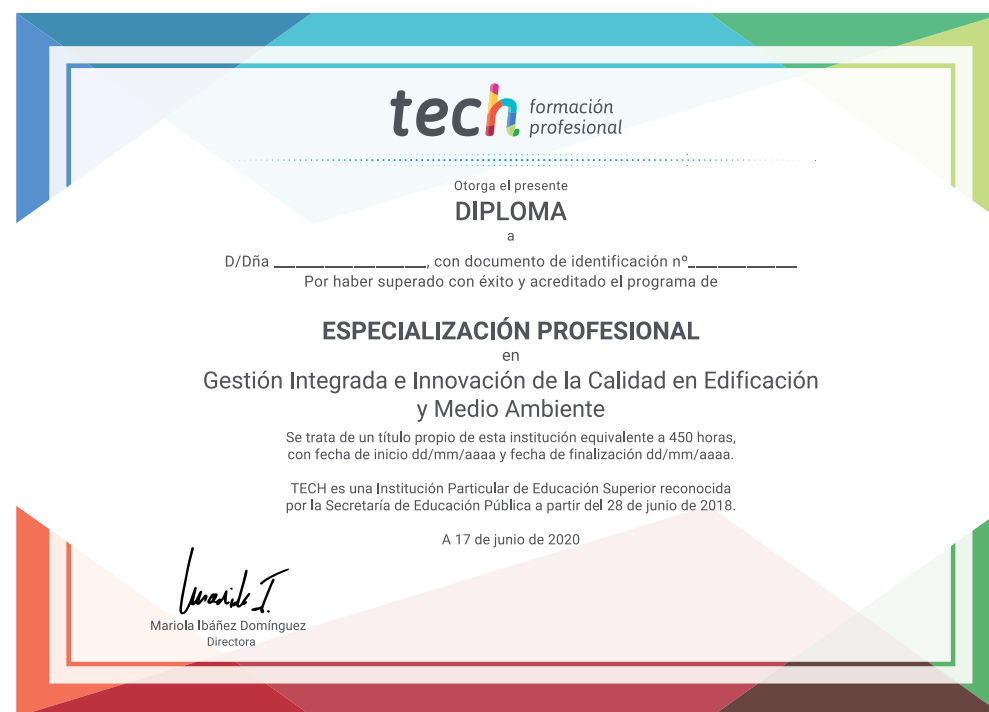 tech formación
profesional
Otorga el presente
DIPLOMA
a
D/Dña ________________, con documento de identificación nº____________
Por haber superado con éxito y acreditado el programa de
ESPECIALIZACIÓN PROFESIONAL
en
Gestión Integrada e Innovación de la Calidad en Edificación
y Medio Ambiente
Se trata de un título propio de esta institución equivalente a 450 horas,
con fecha de inicio dd/mm/aaaa y fecha de finalización dd/mm/aaaa.
TECH es una Institución Particular de Educación Superior reconocida
por la Secretaría de Educación Pública a partir del 28 de junio de 2018.
A 17 de junio de 2020
Mariola Ibáñez Domínguez
Directora